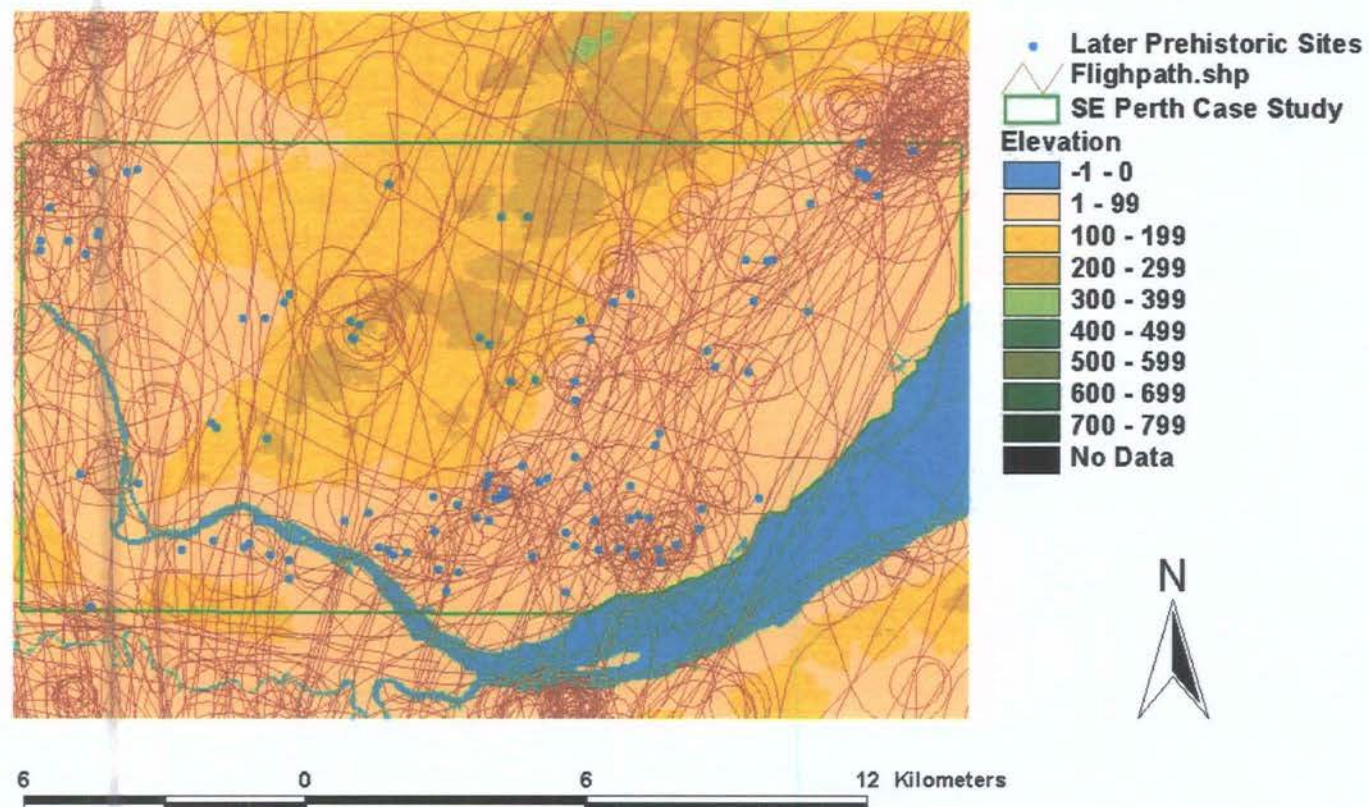 Later Prehistoric Sites
Flighpath.shp
SE Perth Case Study
Elevation
-1 - 0
1 - 99
100 - 199
200 - 299
300 - 399
400 - 499
500 - 599
600 - 699
700 - 799
No Data
N
6 0 6 12 Kilometers